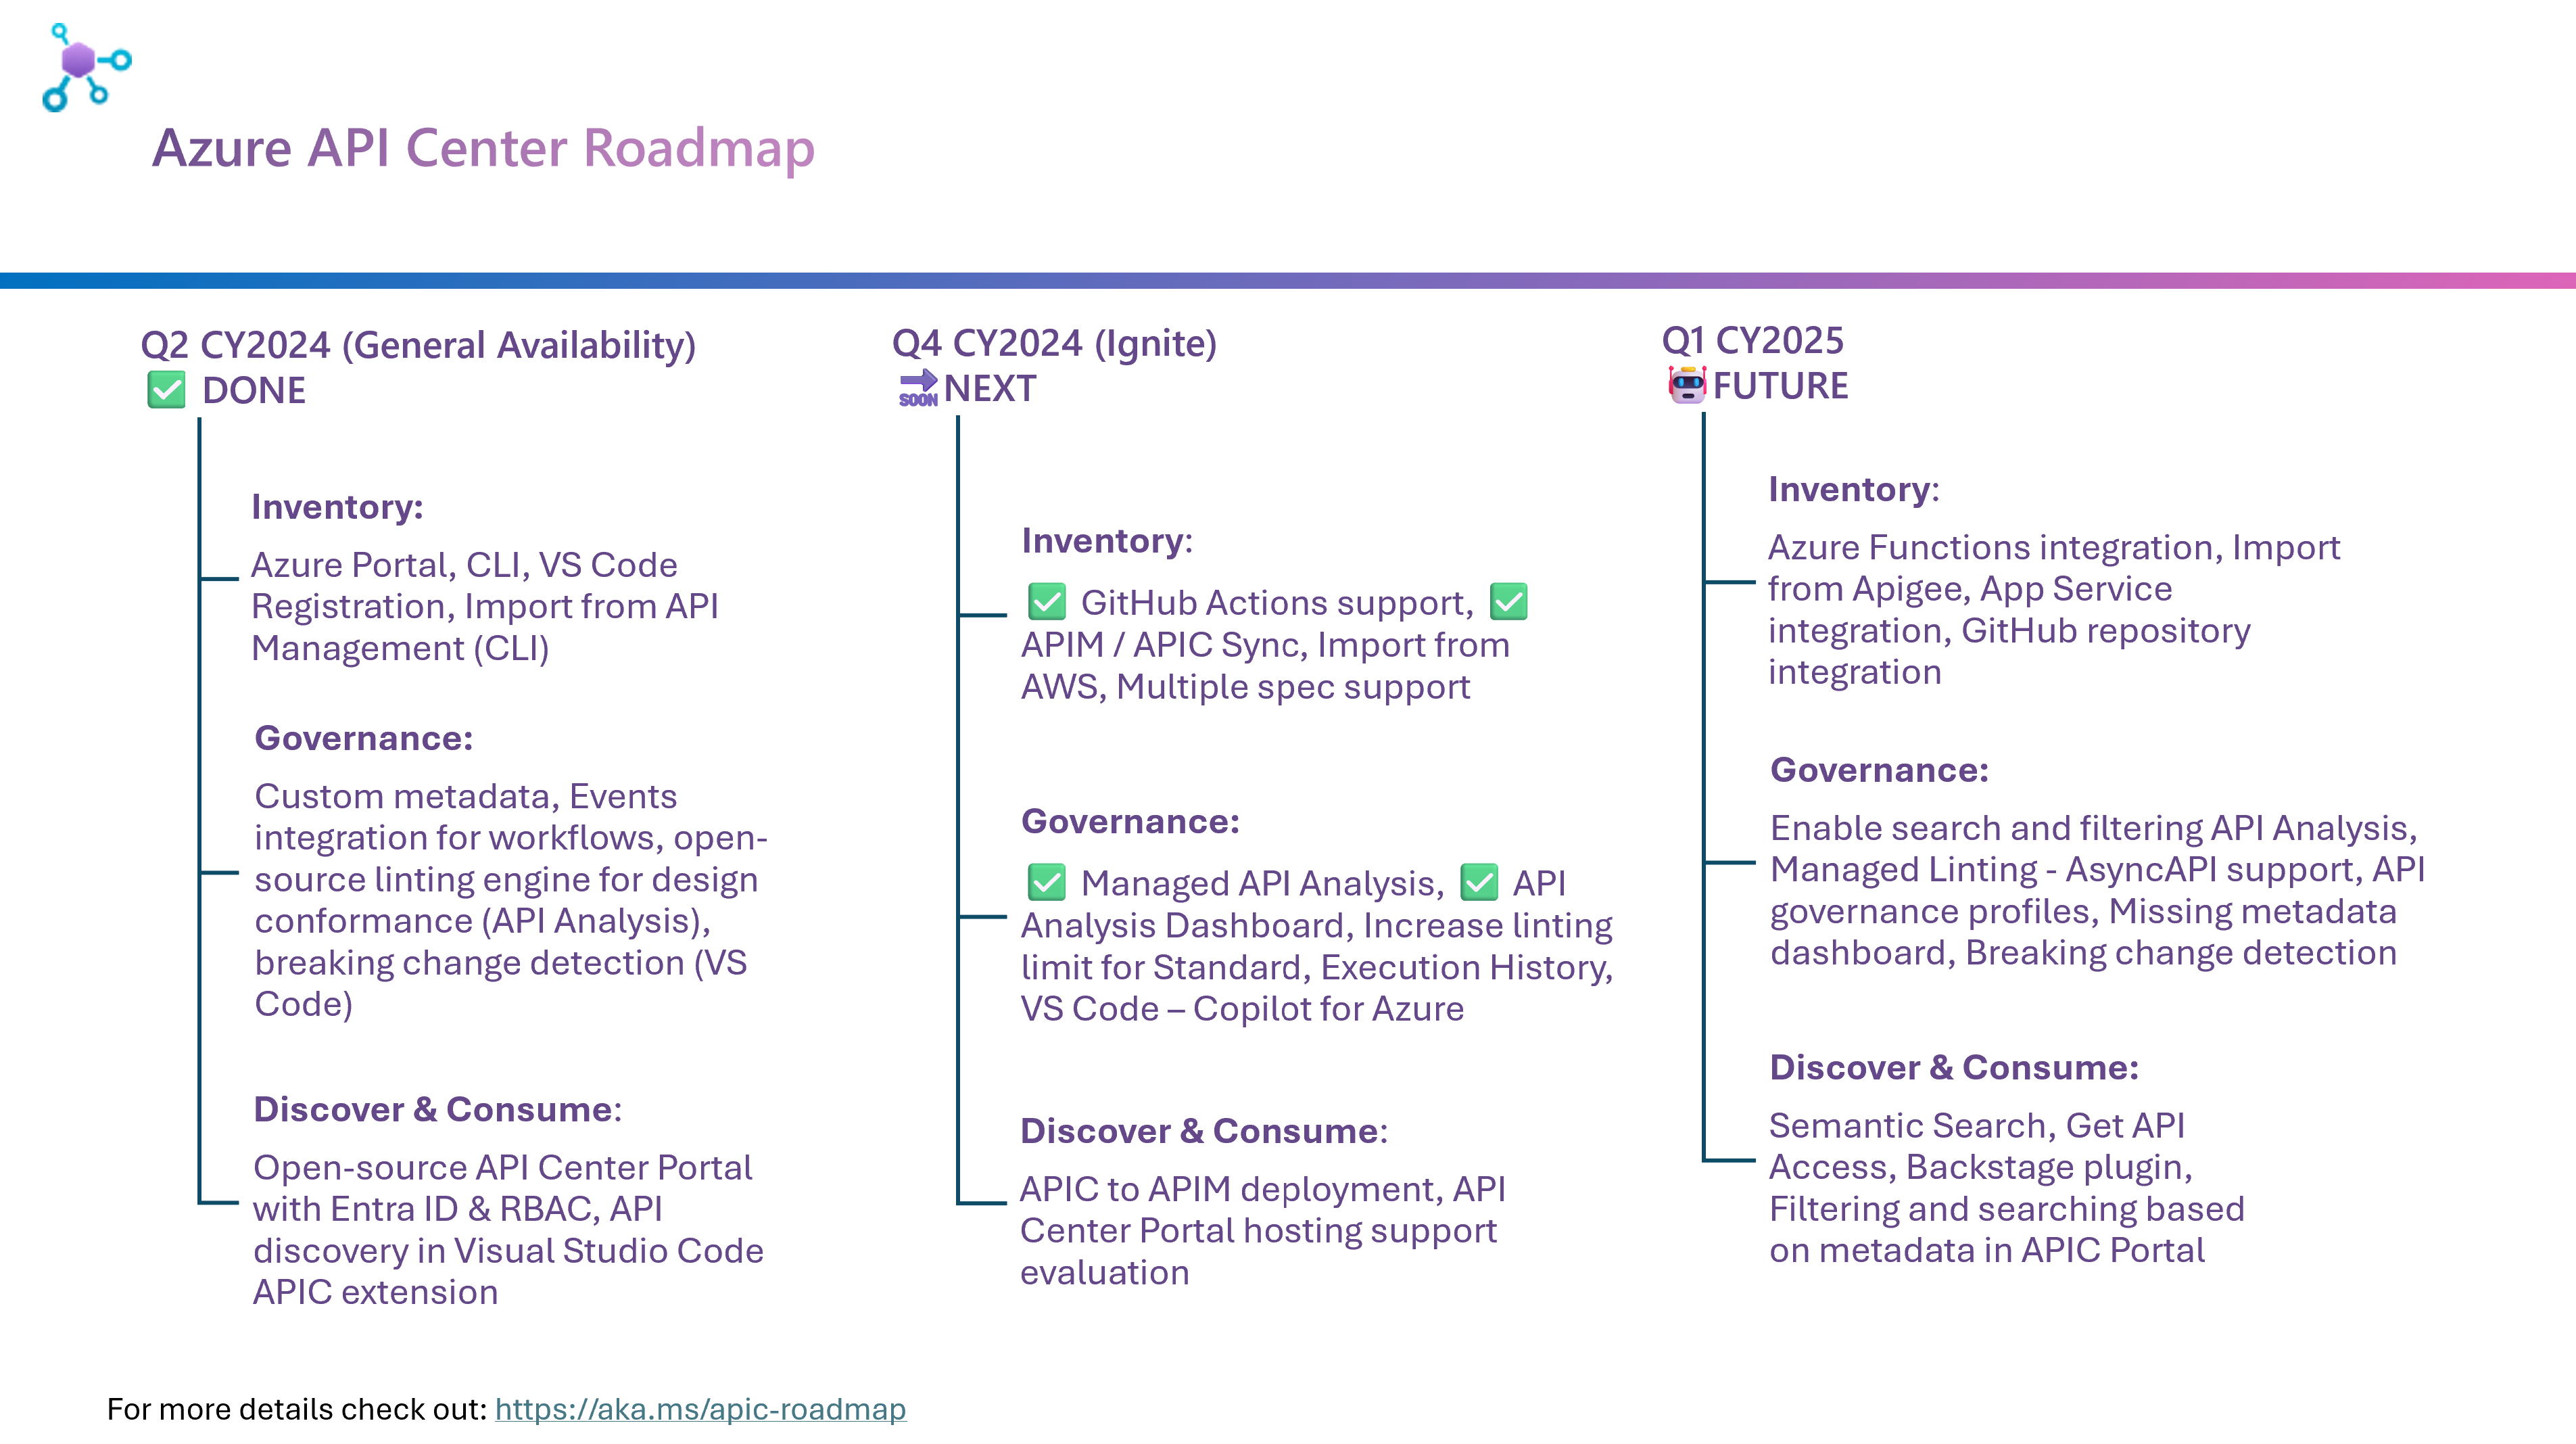 Azure API Center Roadmap
Q2 CY2024 (General Availability)
✅ DONE
Inventory:
Azure Portal, CLI, VS Code
Registration, Import from API
Management (CLI)
Governance:
Custom metadata, Events
integration for workflows, open-
source linting engine for design
conformance (API Analysis),
breaking change detection (VS
Code)
Discover & Consume:
Open-source API Center Portal
with Entra ID & RBAC, API
discovery in Visual Studio Code
APIC extension
Q4 CY2024 (Ignite)
🔜NEXT
Inventory:
✅ GitHub Actions support, ✅
APIM / APIC Sync, Import from
AWS, Multiple spec support
Governance:
✅ Managed API Analysis, ✅ API
Analysis Dashboard, Increase linting
limit for Standard, Execution History,
VS Code – Copilot for Azure
Discover & Consume:
APIC to APIM deployment, API
Center Portal hosting support
evaluation
Q1 CY2025
🤖FUTURE
Inventory:
Azure Functions integration, Import
from Apigee, App Service
integration, GitHub repository
integration
Governance:
Enable search and filtering API Analysis,
Managed Linting - AsyncAPI support, API
governance profiles, Missing metadata
dashboard, Breaking change detection
Discover & Consume:
Semantic Search, Get API
Access, Backstage plugin,
Filtering and searching based
on metadata in APIC Portal
For more details check out: https://aka.ms/apic-roadmap